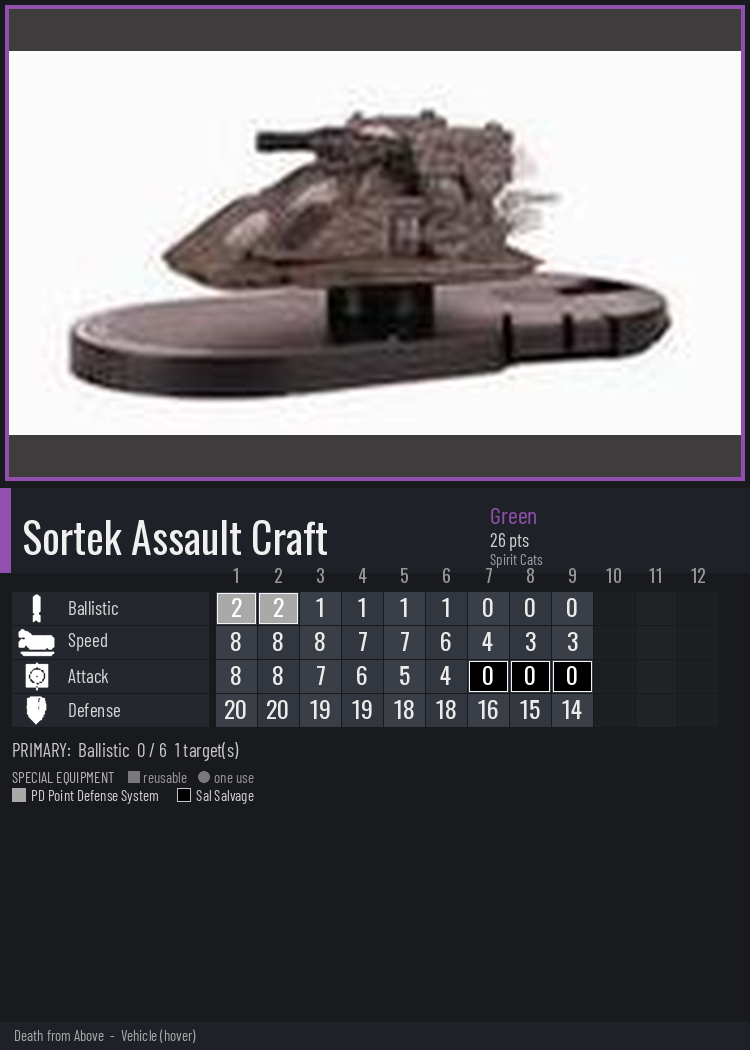 Sortek Assault Craft
Green
26 pts
Spirit Cats
1 2 3 4 5 6 7 8 9 10 11 12
Ballistic 2 2 1 1 1 1 0 0 0
Speed 8 8 8 7 7 6 4 3 3
Attack 8 8 7 6 5 4 0 0 0
Defense 20 20 19 19 18 18 16 15 14
PRIMARY: Ballistic 0 / 6 1 target(s)
SPECIAL EQUIPMENT reusable one use
PD Point Defense System Sal Salvage
Death from Above - Vehicle (hover)